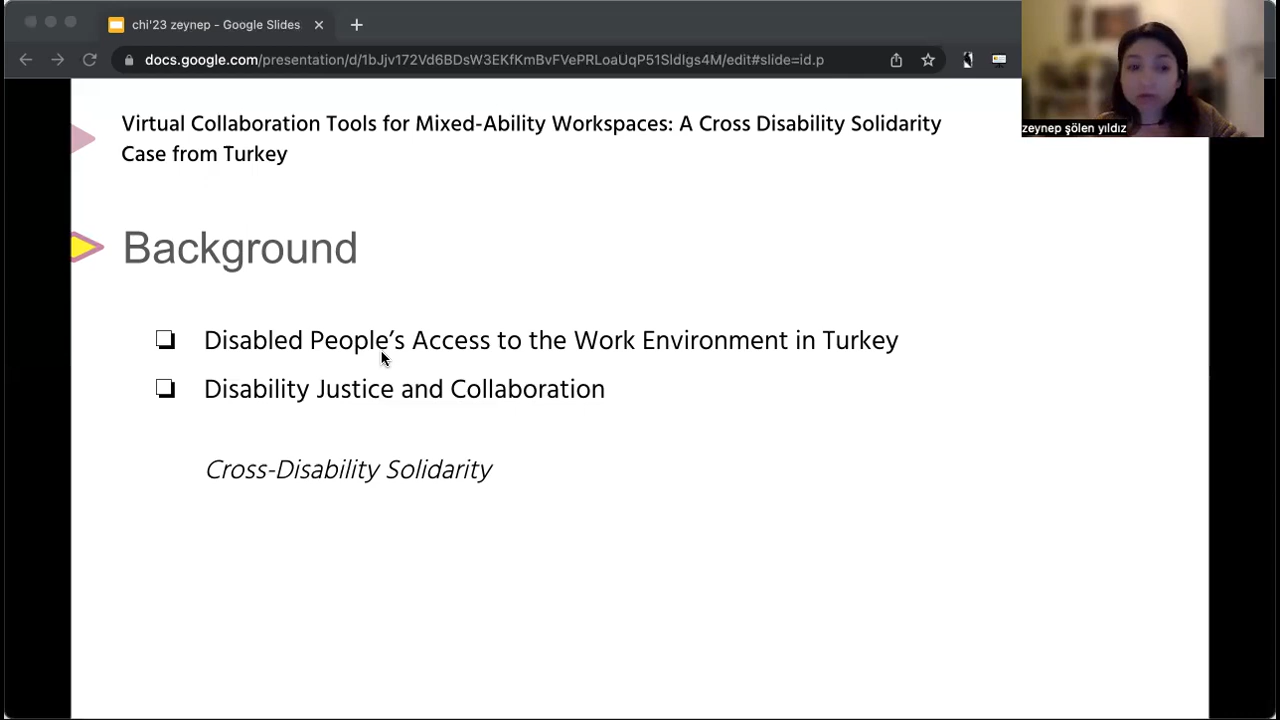 chi'23 zeynep - Google Slides
docs.google.com/presentation/d/1bJjv172Vd6BDsW3EKfKmBvFVePRLoaUqP51SldIgs4M/edit#slide=id.p
zeynep şölen yıldız
Virtual Collaboration Tools for Mixed-Ability Workspaces: A Cross Disability Solidarity
Case from Turkey
Background
Disabled People’s Access to the Work Environment in Turkey
Disability Justice and Collaboration
Cross-Disability Solidarity